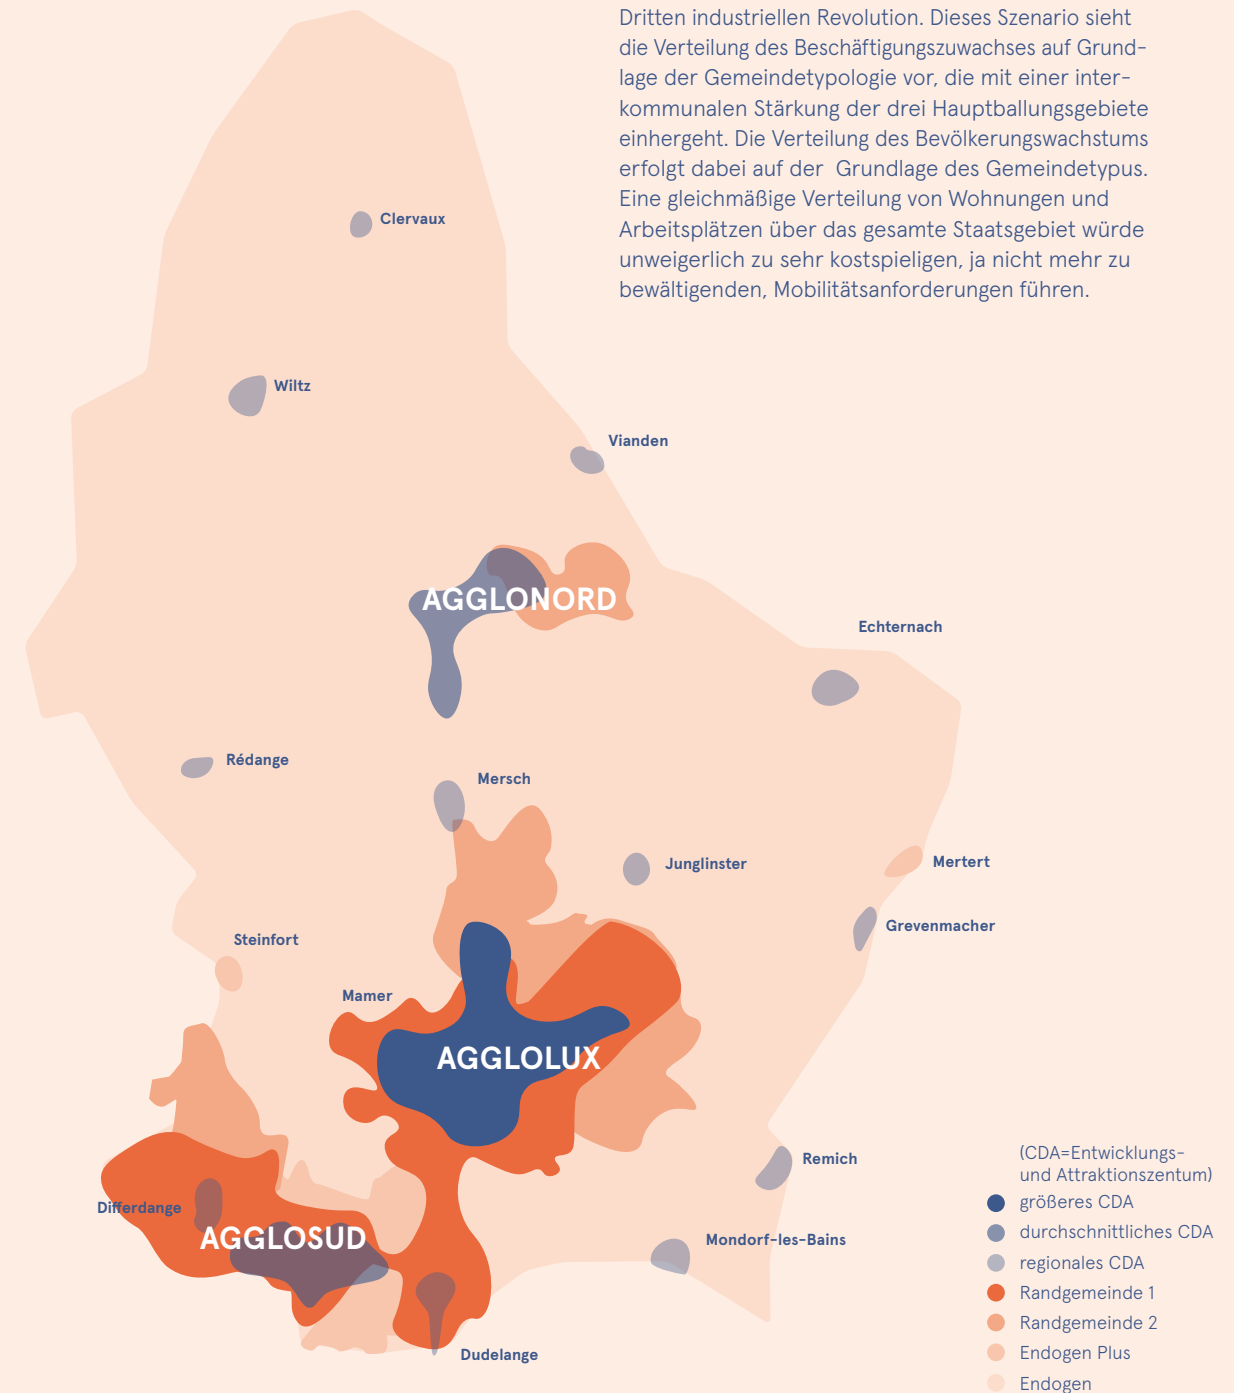 Dritten industriellen Revolution. Dieses Szenario sieht
die Verteilung des Beschäftigungszuwachses auf Grund-
lage der Gemeindetypologie vor, die mit einer inter-
kommunalen Stärkung der drei Hauptballungsgebiete
einhergeht. Die Verteilung des Bevölkerungswachstums
erfolgt dabei auf der Grundlage des Gemeindetypus.
Eine gleichmäßige Verteilung von Wohnungen und
Arbeitsplätzen über das gesamte Staatsgebiet würde
unweigerlich zu sehr kostspieligen, ja nicht mehr zu
bewältigenden, Mobilitätsanforderungen führen.
Clervaux
Wiltz
Vianden
AGGLONORD
Echternach
Rédange
Mersch
Junglinster
Mertert
Grevenmacher
Steinfort
Mamer
AGGLOLUX
Remich
Differdange
AGGLOSUD
Mondorf-les-Bains
Dudelange
(CDA=Entwicklungs-
und Attraktionszentum)
größeres CDA
durchschnittliches CDA
regionales CDA
Randgemeinde 1
Randgemeinde 2
Endogen Plus
Endogen